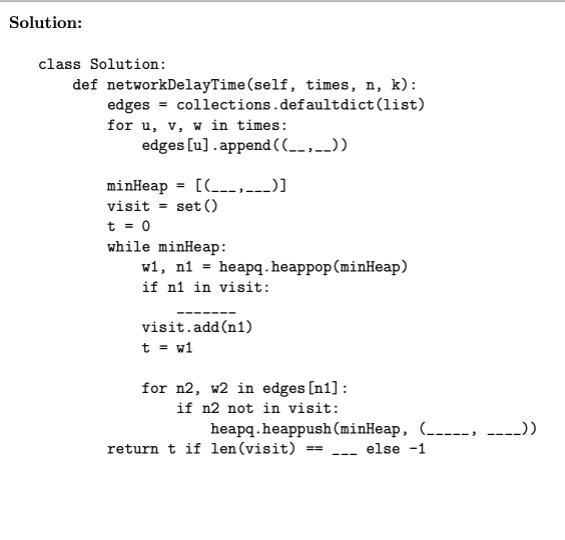 Solution:
class Solution:
    def networkDelayTime(self, times, n, k):
        edges = collections.defaultdict(list)
        for u, v, w in times:
            edges[u].append((__,__))

        minHeap = [(___,___)]
        visit = set()
        t = 0
        while minHeap:
            w1, n1 = heapq.heappop(minHeap)
            if n1 in visit:
                _______
            visit.add(n1)
            t = w1

            for n2, w2 in edges[n1]:
                if n2 not in visit:
                    heapq.heappush(minHeap, (_____, ____))
        return t if len(visit) == ___ else -1